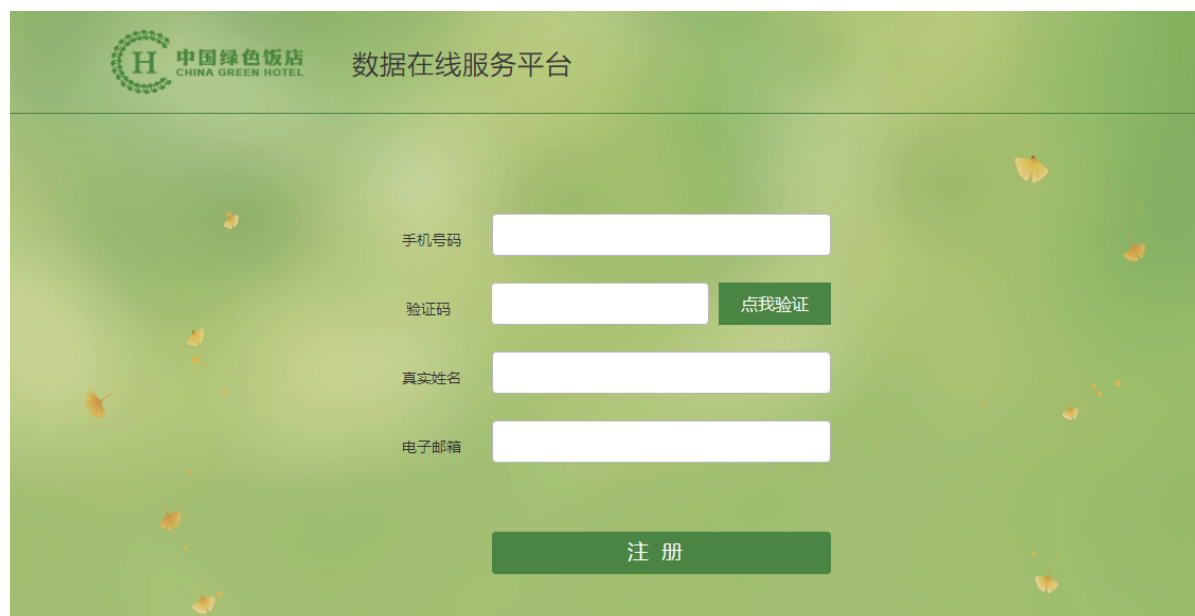 H
中国绿色饭店
CHINA GREEN HOTEL
数据在线服务平台
手机号码
验证码
点我验证
真实姓名
电子邮箱
注 册